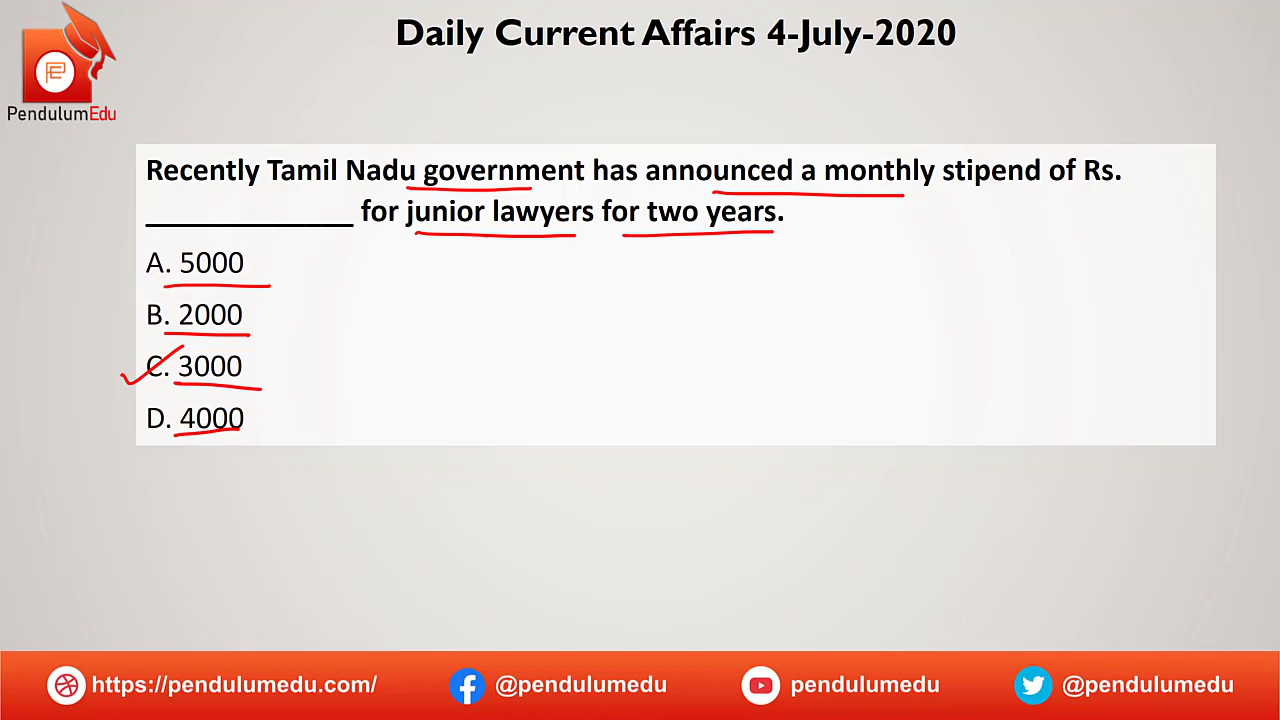 Daily Current Affairs 4-July-2020
PendulumEdu
Recently Tamil Nadu government has announced a monthly stipend of Rs.
______________ for junior lawyers for two years.
A. 5000
B. 2000
C. 3000
D. 4000
https://pendulumedu.com/ @pendulumedu pendulumedu @pendulumedu